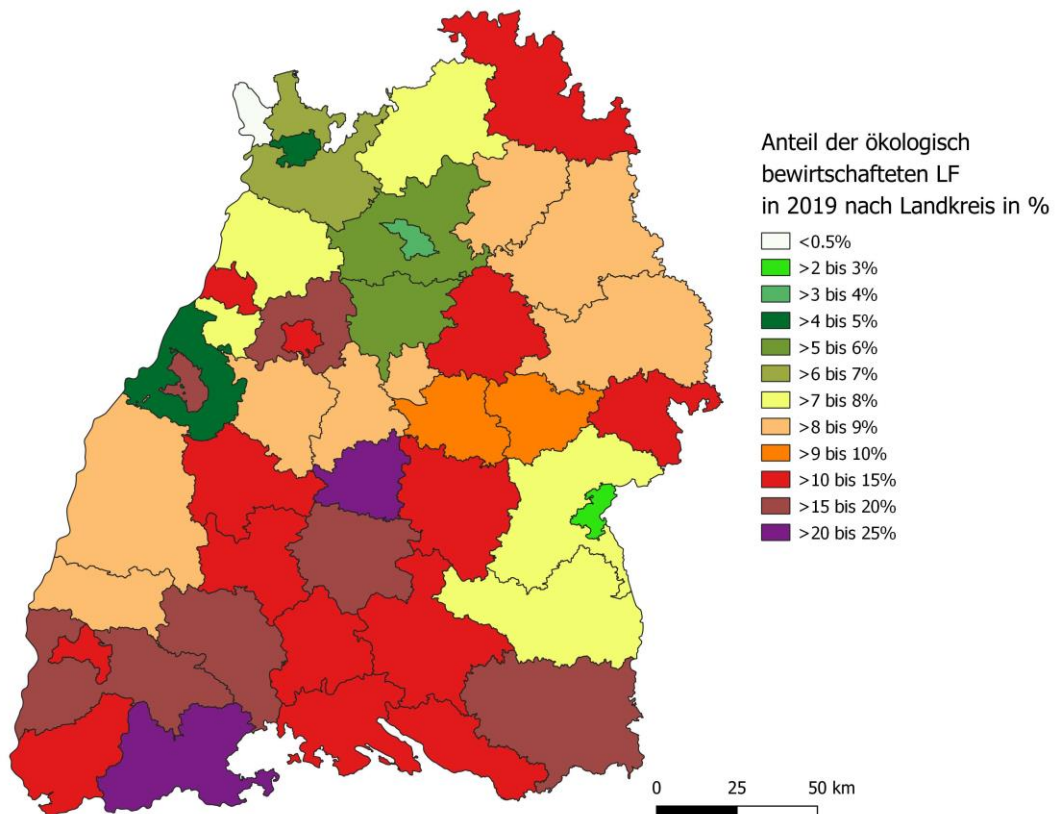 Anteil der ökologisch
bewirtschafteten LF
in 2019 nach Landkreis in %
<0.5%
>2 bis 3%
>3 bis 4%
>4 bis 5%
>5 bis 6%
>6 bis 7%
>7 bis 8%
>8 bis 9%
>9 bis 10%
>10 bis 15%
>15 bis 20%
>20 bis 25%
0 25 50 km